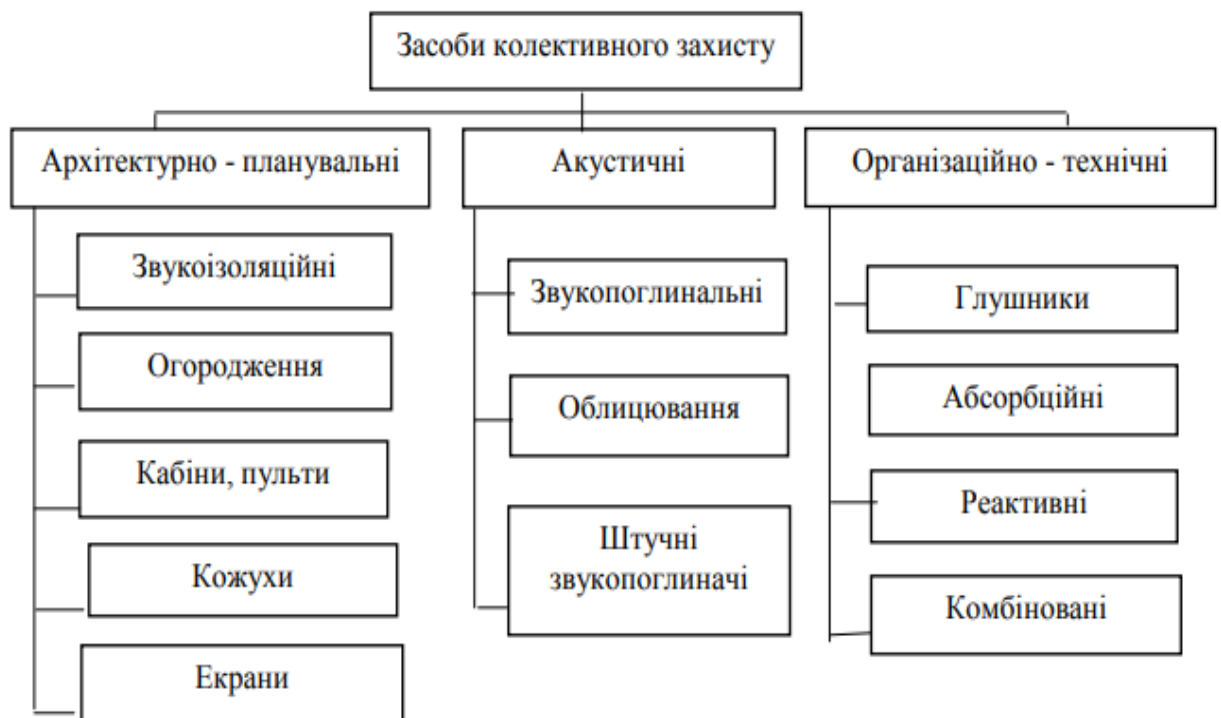 Засоби колективного захисту
Архітектурно - планувальні
Акустичні
Організаційно - технічні
Звукоізоляційні
Огородження
Кабіни, пульти
Кожухи
Екрани
Звукопоглинальні
Облицювання
Штучні
звукопоглиначі
Глушники
Абсорбційні
Реактивні
Комбіновані